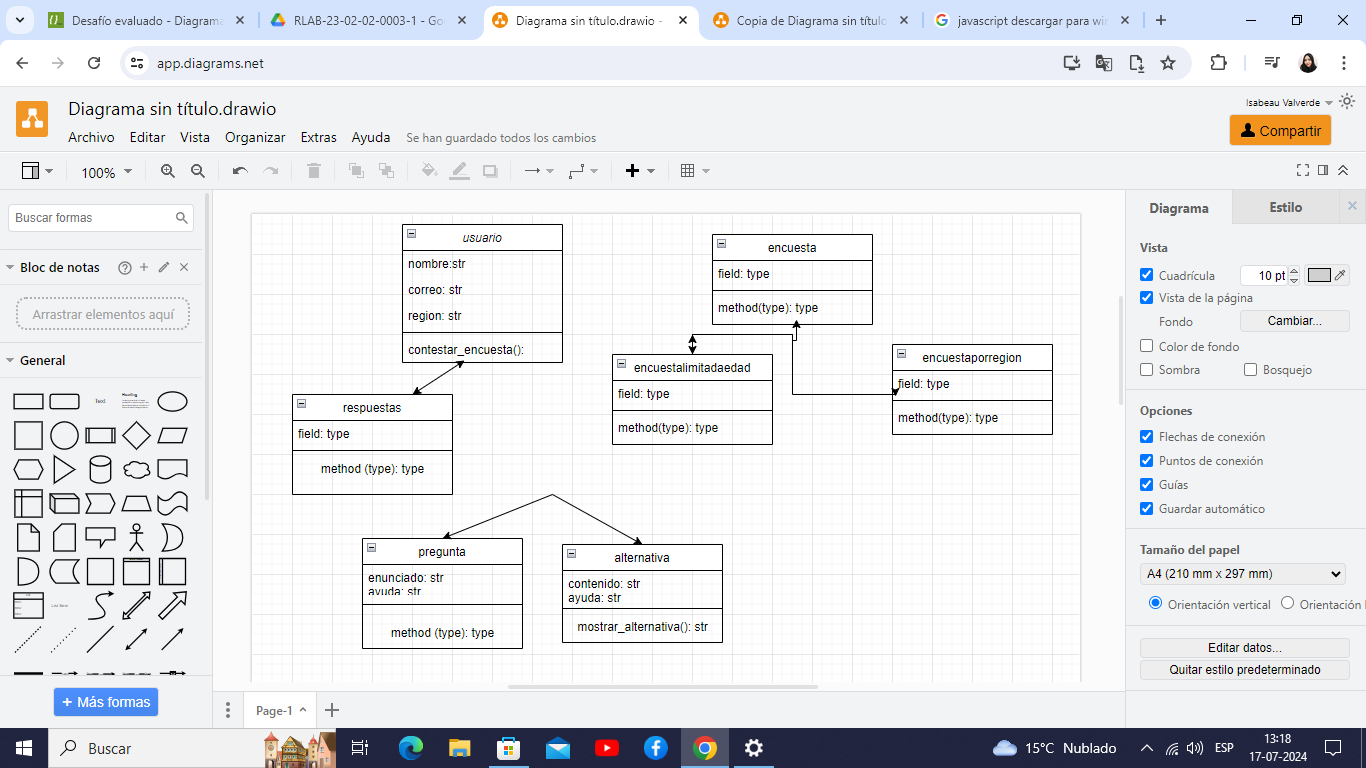 Desafío evaluado - Diagrama
RLAB-23-02-02-0003-1 - Go
Diagrama sin título.drawio -
Copia de Diagrama sin título
javascript descargar para wi
app.diagrams.net
Diagrama sin título.drawio
Isabeau Valverde
Archivo
Editar
Vista
Organizar
Extras
Ayuda
Se han guardado todos los cambios
Compartir
100%
Buscar formas
Bloc de notas
Arrastrar elementos aquí
General
Text
Heading
List Item
+ Más formas
usuario
nombre:str
correo: str
region: str
contestar_encuesta():
encuesta
field: type
method(type): type
encuestalimitadaedad
field: type
method(type): type
encuestaporregion
field: type
method(type): type
respuestas
field: type
method (type): type
pregunta
enunciado: str
ayuda: str
method (type): type
alternativa
contenido: str
ayuda: str
mostrar_alternativa(): str
Diagrama
Estilo
Vista
Cuadrícula
10 pt
Vista de la página
Fondo
Cambiar...
Color de fondo
Sombra
Bosquejo
Opciones
Flechas de conexión
Puntos de conexión
Guías
Guardar automático
Tamaño del papel
A4 (210 mm x 297 mm)
Orientación vertical
Orientación
Editar datos...
Quitar estilo predeterminado
Page-1
Buscar
15°C Nublado
ESP
13:18
17-07-2024